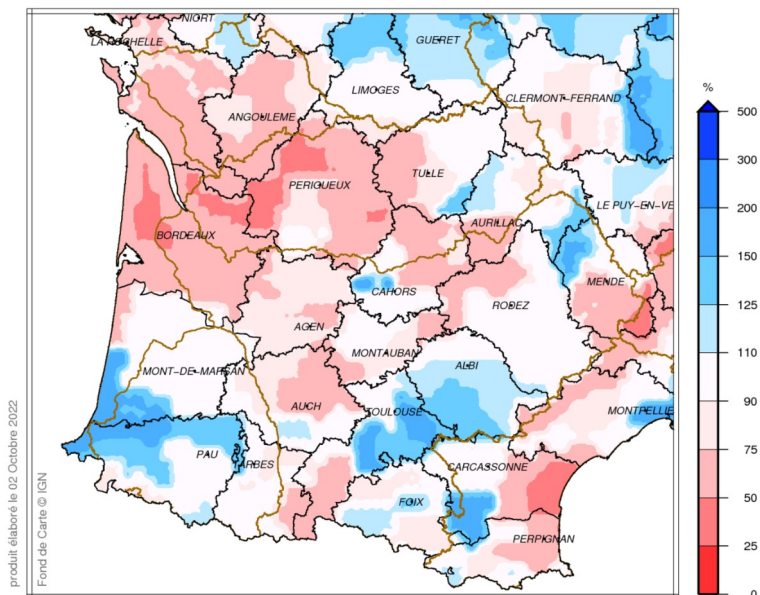 NIORT
LA ROCHELLE
GUERET
%
LIMOGES
CLERMONT-FERRAND
500
ANGOULEME
300
TULLE
PERIGUEUX
200
LE PUY-EN-VE
AURILLAC
BORDEAUX
150
MENDE
CAHORS
125
RODEZ
AGEN
MONTAUBAN
110
ALBI
MONT-DE-MARSAN
90
AUCH
TOULOUSE
MONTPELLIE
75
PAU
TARBES
CARCASSONNE
50
FOIX
PERPIGNAN
25
0
produit élaboré le 02 Octobre 2022
Fond de Carte © IGN